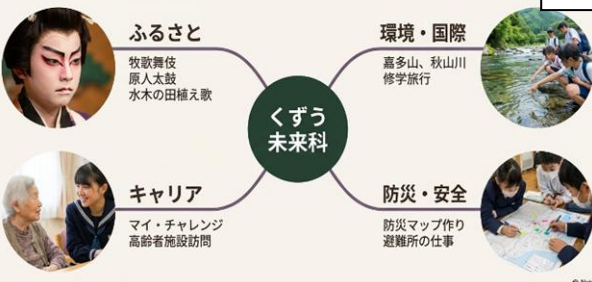 ふるさと
牧歌舞伎
原人太鼓
水木の田植え歌
環境・国際
嘉多山、秋山川
修学旅行
くずう
未来科
キャリア
マイ・チャレンジ
高齢者施設訪問
防災・安全
防災マップ作り
避難所の仕事